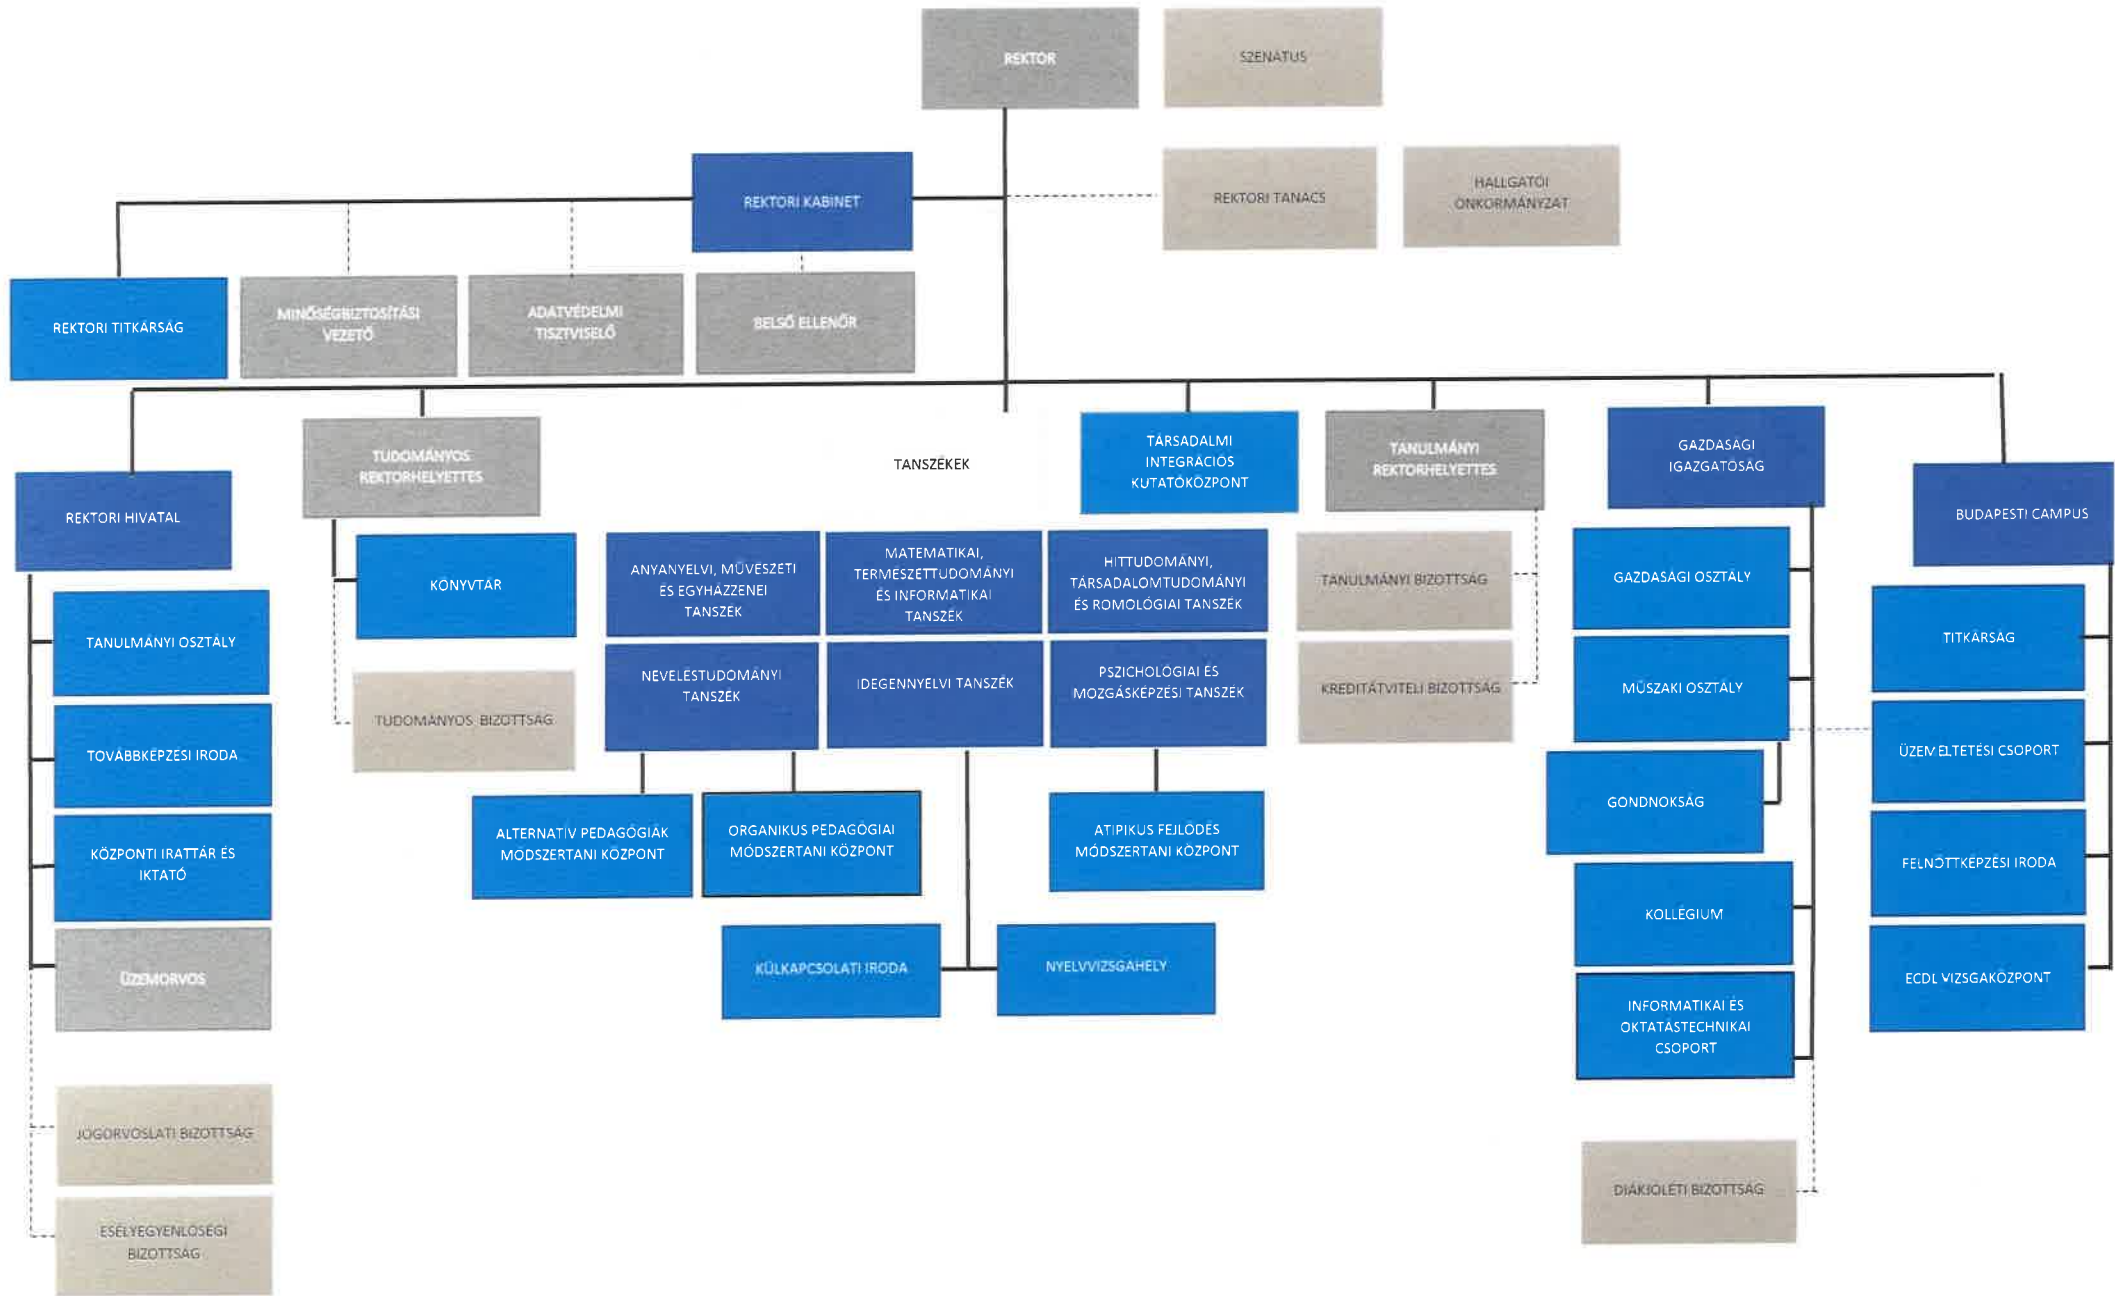 REKTOR
SZENÁTUS
REKTORI KABINET
REKTORI TANÁCS
HALLGATÓI
ÖNKORMÁNYZAT
REKTORI TITKÁRSÁG
MINŐSÉGBIZTOSÍTÁSI
VEZETŐ
ADATVÉDELMI
TISZTVISELŐ
BELSŐ ELLENŐR
REKTORI HIVATAL
TUDOMÁNYOS
REKTORHELYETTES
TANSZÉKEK
TÁRSADALMI
INTEGRÁCIÓS
KUTATÓKÖZPONT
TANULMÁNYI
REKTORHELYETTES
GAZDASÁGI
IGAZGATÓSÁG
BUDAPESTI CAMPUS
TANULMÁNYI OSZTÁLY
TOVÁBBKÉPZÉSI IRODA
KÖZPONTI IRATTÁR ÉS
IKTATÓ
ÜZEMORVOS
JOGORVOSLATI BIZOTTSÁG
ESÉLYEGYENLŐSÉGI
BIZOTTSÁG
KÖNYVTÁR
TUDOMÁNYOS BIZOTTSÁG
ANYANYELVI, MŰVÉSZETI
ÉS EGYHÁZZENEI
TANSZÉK
MATEMATIKAI,
TERMÉSZETTUDOMÁNYI
ÉS INFORMATIKAI
TANSZÉK
HITTUDOMÁNYI,
TÁRSADALOMTUDOMÁNYI
ÉS ROMOLÓGIAI TANSZÉK
NEVELÉSTUDOMÁNYI
TANSZÉK
IDEGENNYELVI TANSZÉK
PSZICHOLÓGIAI ÉS
MOZGÁSKÉPZÉSI TANSZÉK
ALTERNATÍV PEDAGÓGIÁK
MÓDSZERTANI KÖZPONT
ORGANIKUS PEDAGÓGIAI
MÓDSZERTANI KÖZPONT
ATIPIKUS FEJLŐDÉS
MÓDSZERTANI KÖZPONT
KÜLKAPCSOLATI IRODA
NYELVVIZSGAHELY
TANULMÁNYI BIZOTTSÁG
KREDITÁTVITELI BIZOTTSÁG
GAZDASÁGI OSZTÁLY
MŰSZAKI OSZTÁLY
GONDNOKSÁG
KOLLÉGIUM
INFORMATIKAI ÉS
OKTATÁSTECHNIKAI
CSOPORT
DIÁKJÓLÉTI BIZOTTSÁG
TITKÁRSÁG
ÜZEMELTETÉSI CSOPORT
FELNŐTTKÉPZÉSI IRODA
ECDL VIZSGAKÖZPONT